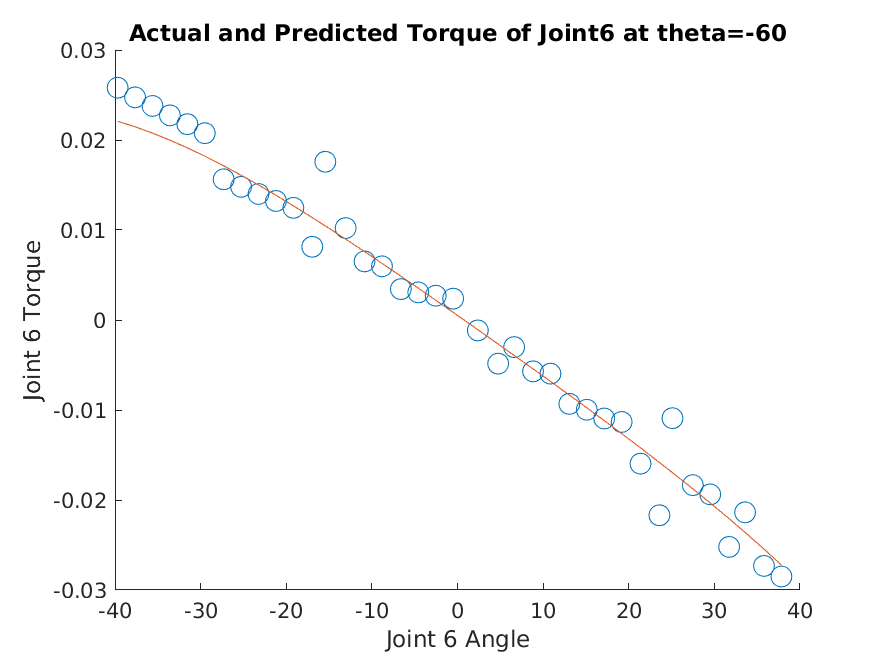 Actual and Predicted Torque of Joint6 at theta=-60
0.03
0.02
0.01
0
-0.01
-0.02
-0.03
Joint 6 Torque
-40 -30 -20 -10 0 10 20 30 40
Joint 6 Angle